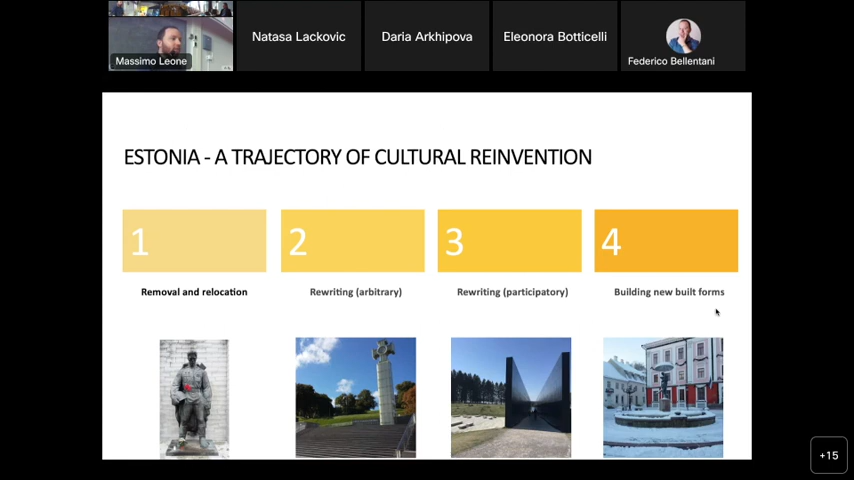 Massimo Leone
Natasa Lackovic
Daria Arkhipova
Eleonora Botticelli
Federico Bellentani
ESTONIA - A TRAJECTORY OF CULTURAL REINVENTION
1
2
3
4
Removal and relocation
Rewriting (arbitrary)
Rewriting (participatory)
Building new built forms
+15